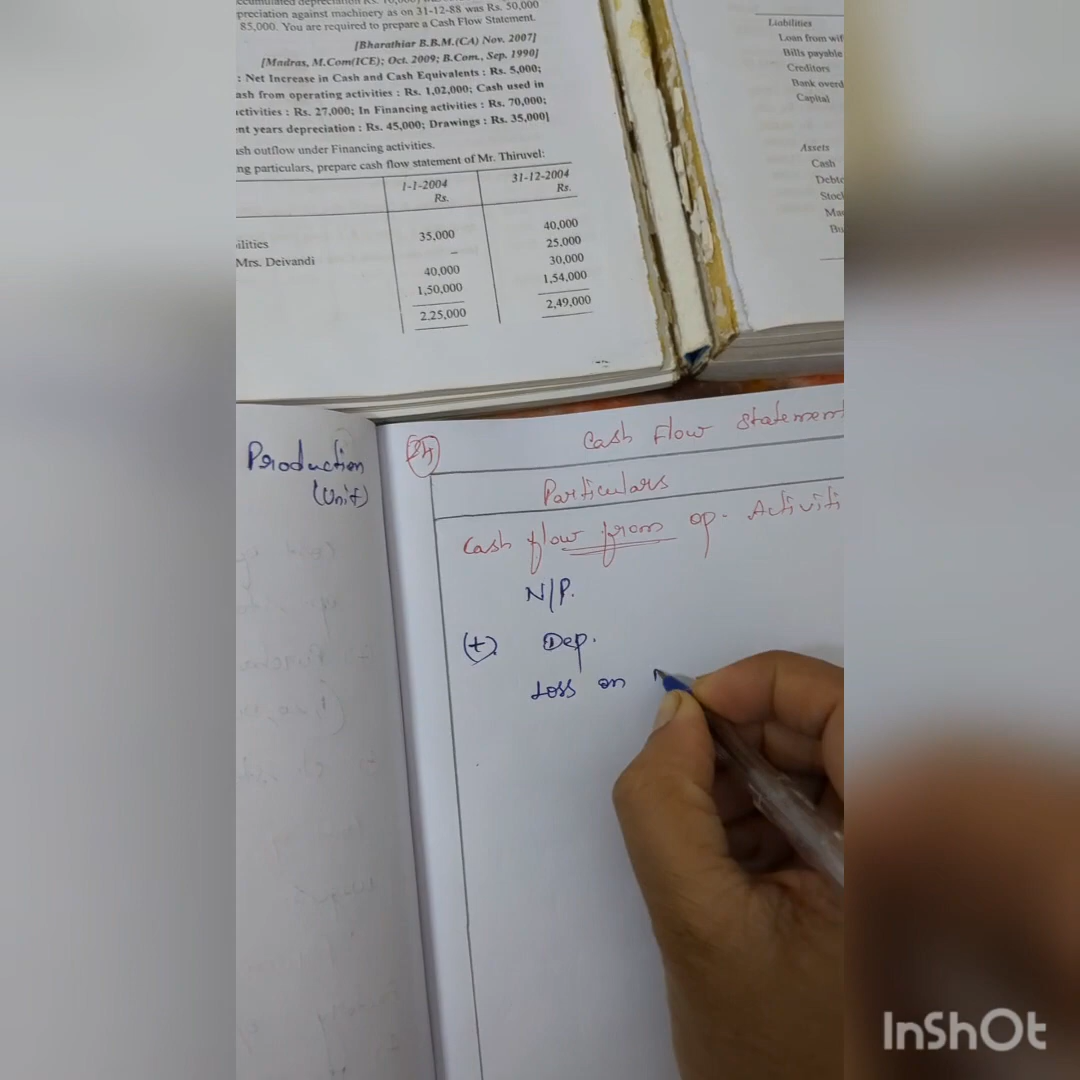 preciation against machinery as on 31-12-88 was Rs. 50,000
85,000. You are required to prepare a Cash Flow Statement.
[Bharathiar B.B.M.(CA) Nov. 2007]
[Madras, M.Com(ICE); Oct. 2009; B.Com., Sep. 1990]
: Net Increase in Cash and Cash Equivalents : Rs. 5,000;
ash from operating activities : Rs. 1,02,000; Cash used in
ctivities : Rs. 27,000; In Financing activities : Rs. 70,000;
nt years depreciation : Rs. 45,000; Drawings : Rs. 35,000]
sh outflow under Financing activities.
ng particulars, prepare cash flow statement of Mr. Thiruvel:
1-1-2004 31-12-2004
Rs. Rs.
ilities 35,000 40,000
Mrs. Deivandi – 25,000
40,000 30,000
1,50,000 1,54,000
2,25,000 2,49,000
Liabilities
Loan from wif
Bills payable
Creditors
Bank overd
Capital
Assets
Cash
Debto
Stoc
Ma
Bu
Production
(Unit)
24
Cash Flow Statement
Particulars
Cash flow from op. Activiti
N/P.
(+) Dep.
Loss on
InShOt